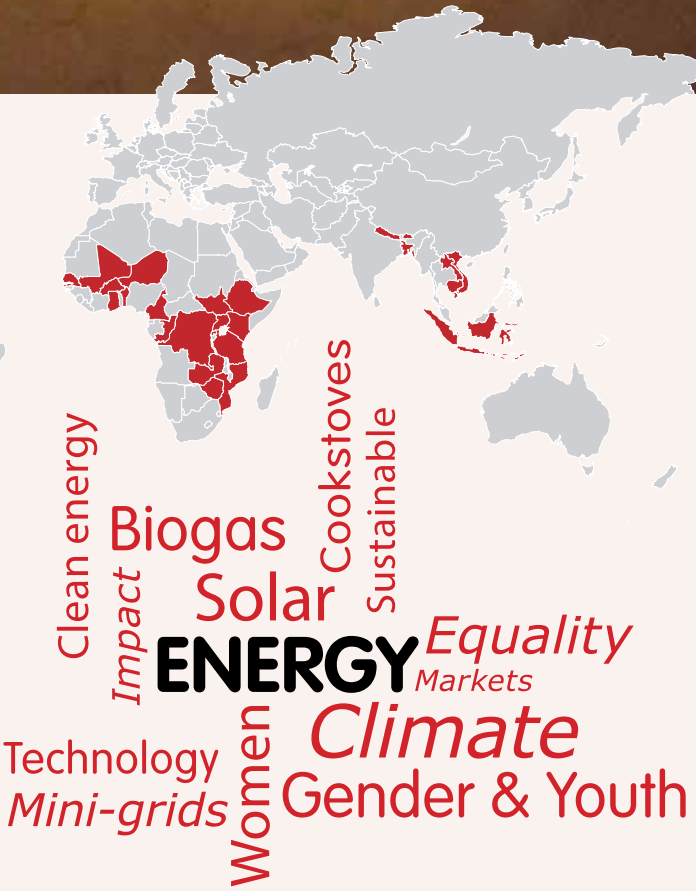 Cookstoves
Sustainable
Clean energy
Biogas
Impact
Solar
ENERGY
Equality
Markets
Climate
Women
Technology
Gender & Youth
Mini-grids